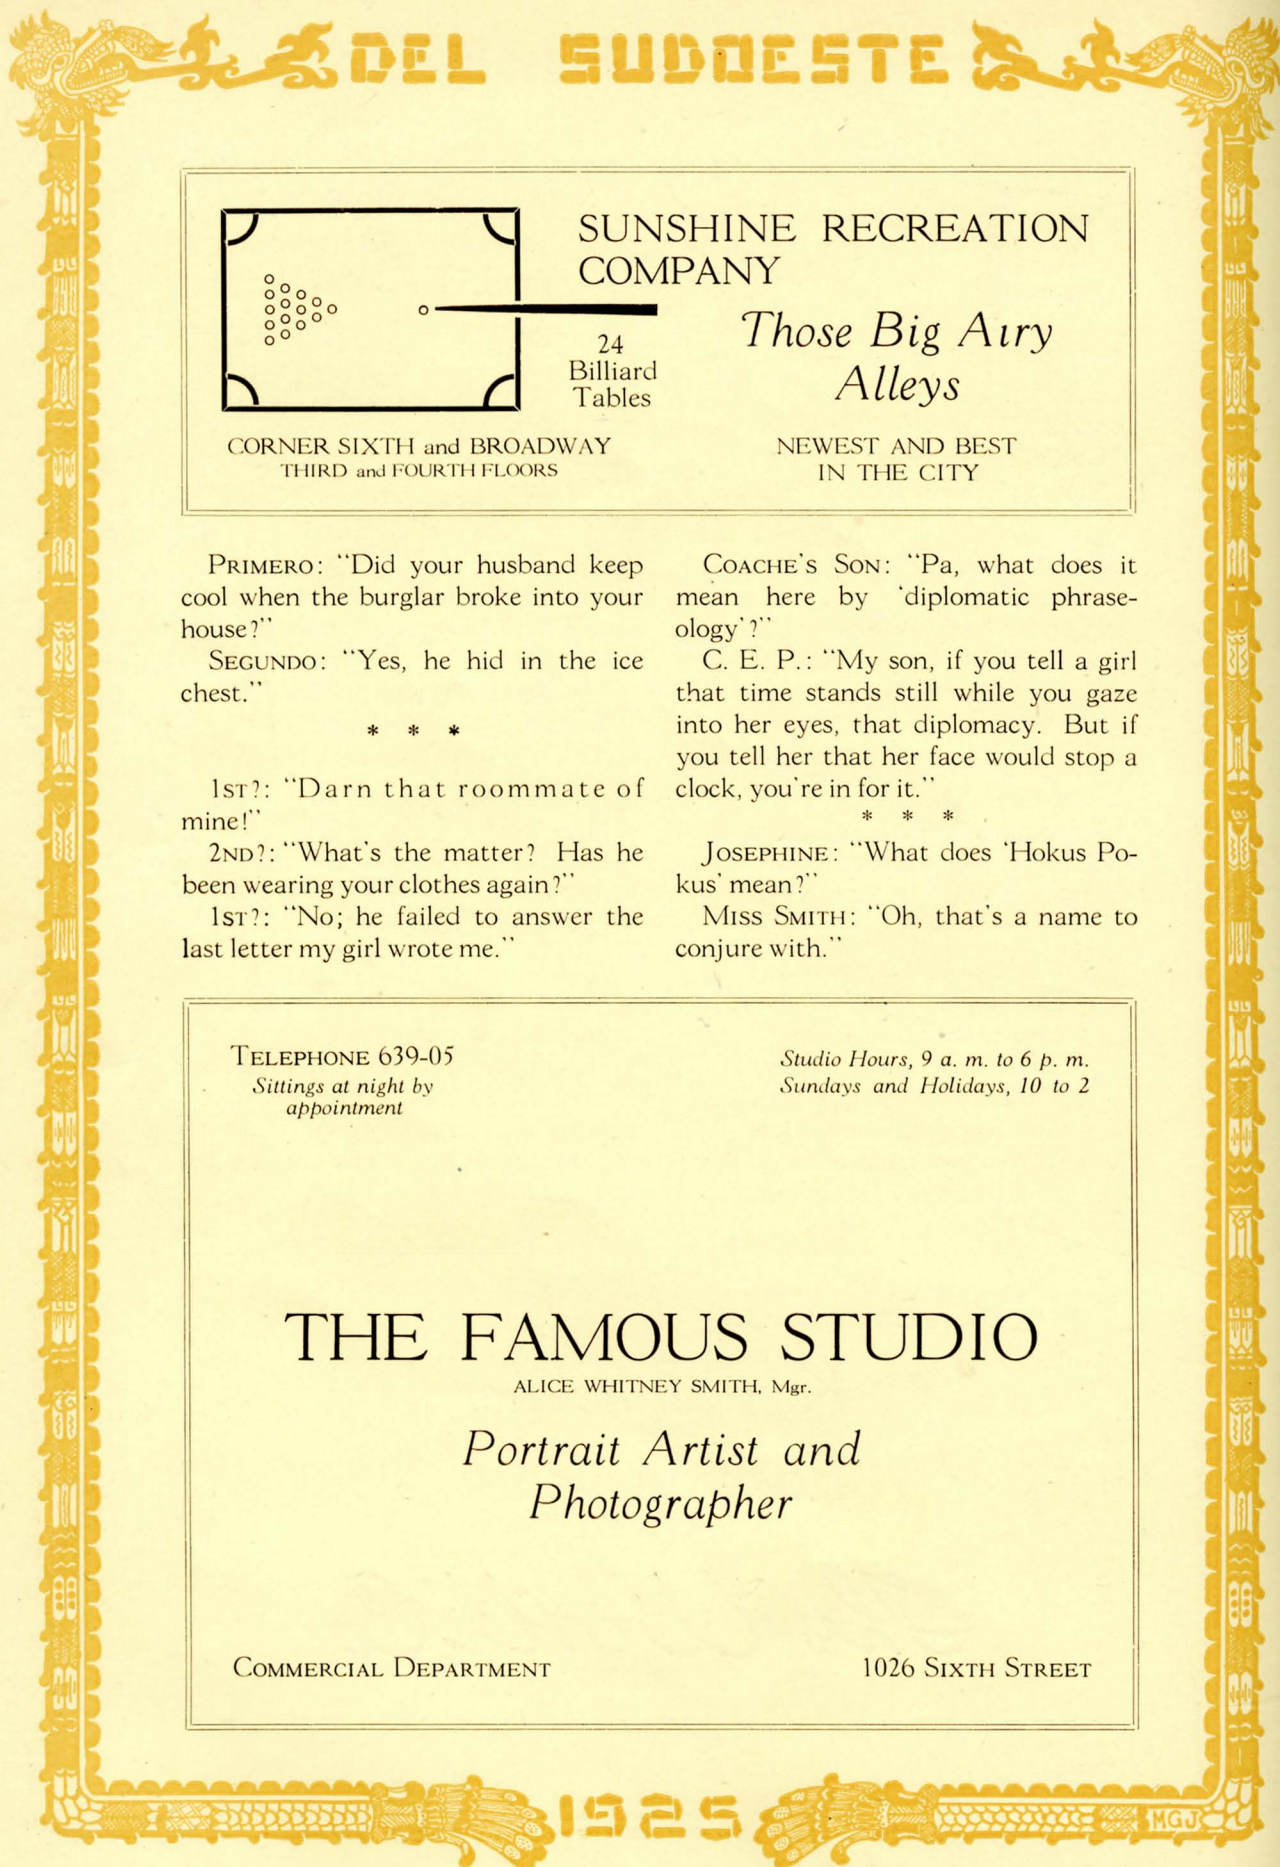 DEL SUDOESTE
SUNSHINE RECREATION
COMPANY
24
Billiard
Tables
Those Big Airy
Alleys
CORNER SIXTH and BROADWAY
THIRD and FOURTH FLOORS
NEWEST AND BEST
IN THE CITY
PRIMERO: "Did your husband keep
cool when the burglar broke into your
house?"
SEGUNDO: "Yes, he hid in the ice
chest."
* * *
1ST?: "Darn that roommate of
mine!"
2ND?: "What's the matter? Has he
been wearing your clothes again?"
1ST?: "No; he failed to answer the
last letter my girl wrote me."
COACHE'S SON: "Pa, what does it
mean here by 'diplomatic phrase-
ology'?"
C. E. P.: "My son, if you tell a girl
that time stands still while you gaze
into her eyes, that diplomacy. But if
you tell her that her face would stop a
clock, you're in for it."
* * *
JOSEPHINE: "What does 'Hokus Po-
kus' mean?"
MISS SMITH: "Oh, that's a name to
conjure with."
TELEPHONE 639-05
Sittings at night by
appointment
Studio Hours, 9 a. m. to 6 p. m.
Sundays and Holidays, 10 to 2
THE FAMOUS STUDIO
ALICE WHITNEY SMITH, Mgr.
Portrait Artist and
Photographer
COMMERCIAL DEPARTMENT
1026 SIXTH STREET
1925
MGJ